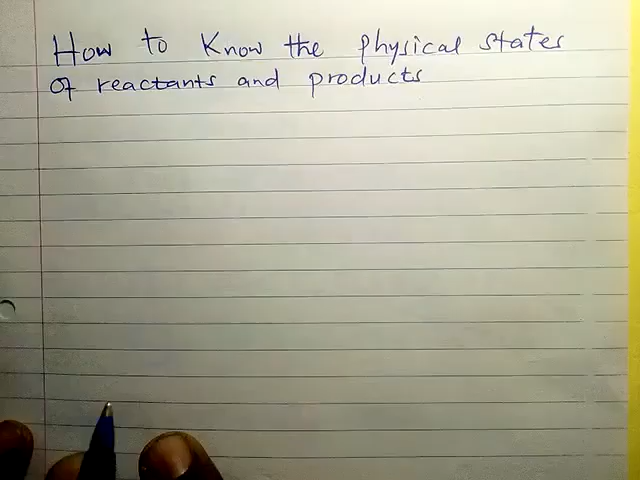 How to Know the physical states
of reactants and products